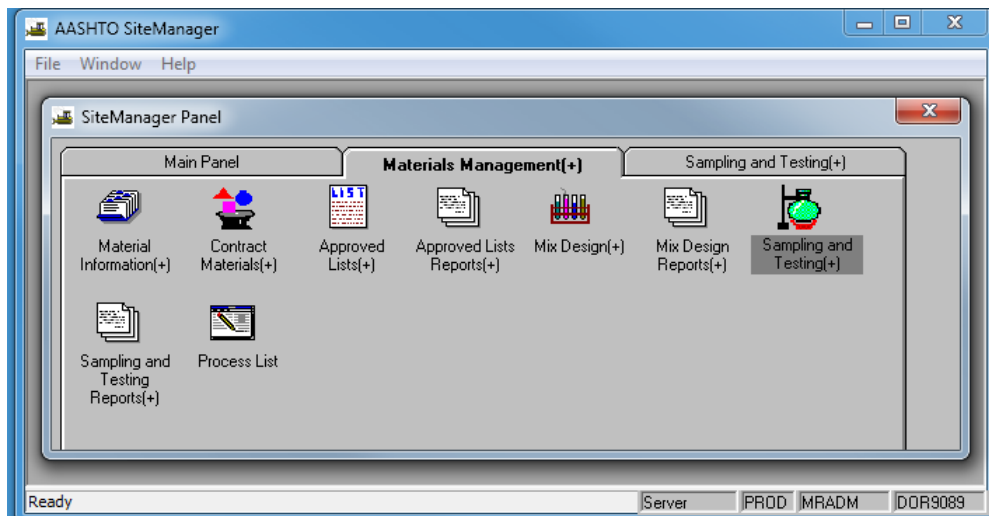 AASHTO SiteManager
File Window Help
SiteManager Panel
Main Panel
Materials Management(+)
Sampling and Testing(+)
Material
Information(+)
Contract
Materials(+)
LIST
Approved
Lists(+)
Approved Lists
Reports(+)
Mix Design(+)
Mix Design
Reports(+)
Sampling and
Testing(+)
Sampling and
Testing
Reports(+)
Process List
Ready
Server
PROD
MRADM
DOR9089